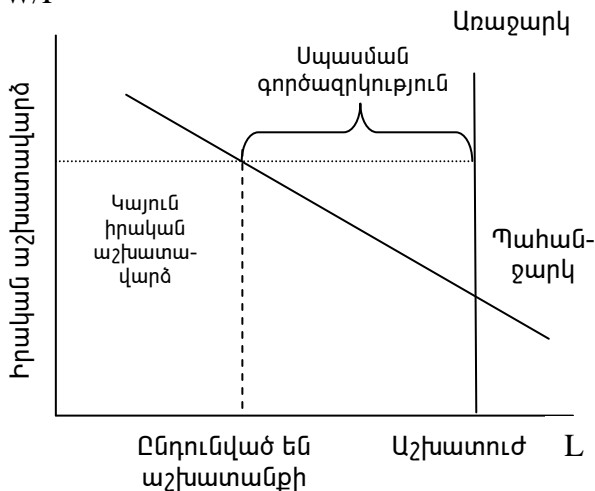 W/P
Առաջարկ
Սպասման
գործազրկություն
Իրական աշխատավարձ
Կայուն
իրական
աշխատա-
վարձ
Պահան-
ջարկ
Ընդունված են
աշխատանքի
Աշխատուժ
L